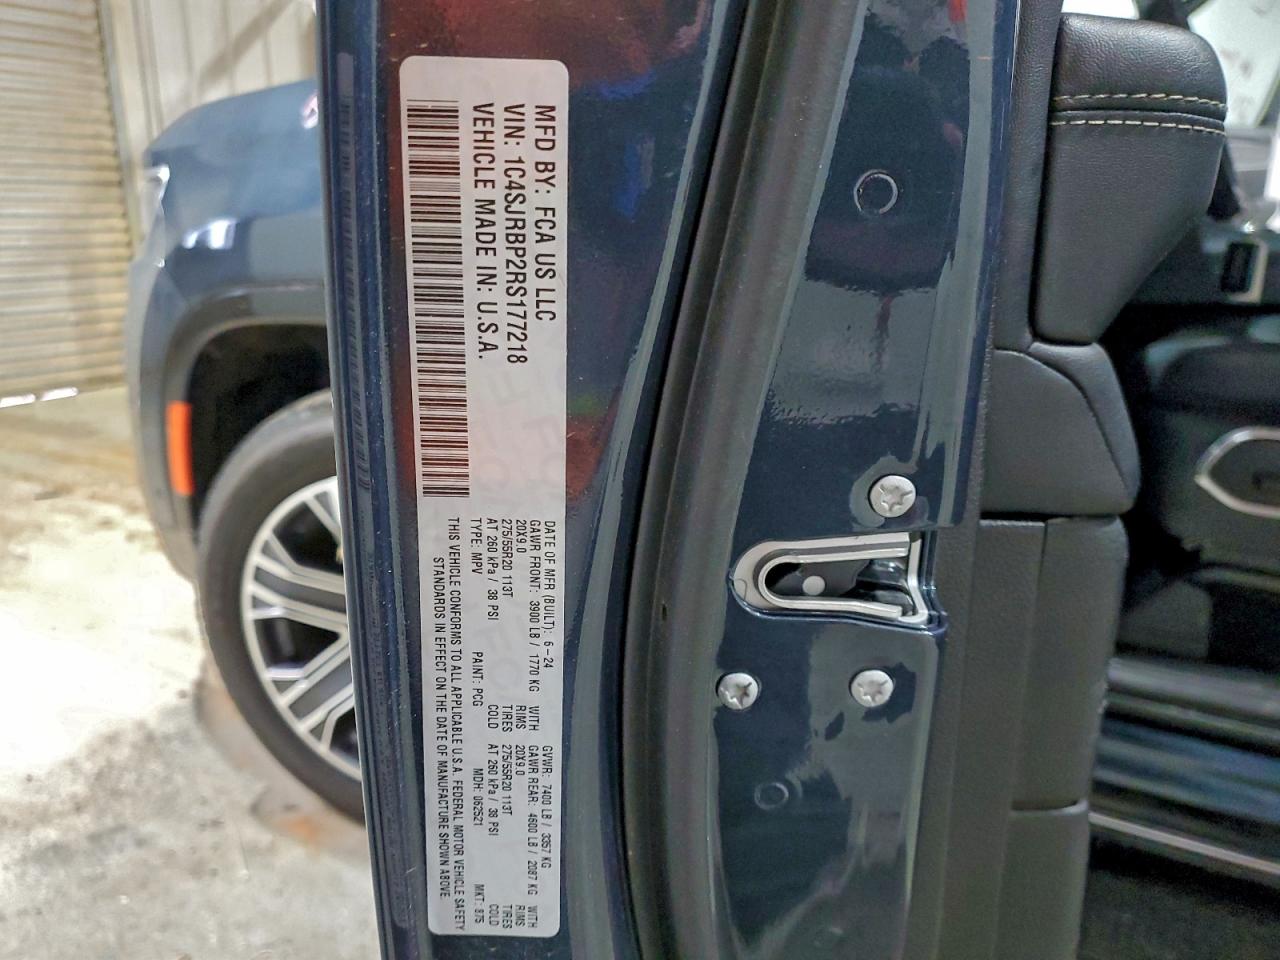 MFD BY: FCA US LLC
VIN: 1C4SJRBP2RS177218
VEHICLE MADE IN: U.S.A.
DATE OF MFR (BUILT): 6-24 GVWR: 7400 LB / 3357 KG
GAWR FRONT: 3900 LB / 1770 KG WITH GAWR REAR: 4600 LB / 2087 KG WITH
20X9.0 RIMS 20X9.0 RIMS
275/55R20 113T TIRES 275/55R20 113T TIRES
AT 260 kPa / 38 PSI COLD AT 260 kPa / 38 PSI COLD
TYPE: MPV PAINT: PCG MDH: 062521 MKT: 875
THIS VEHICLE CONFORMS TO ALL APPLICABLE U.S.A. FEDERAL MOTOR VEHICLE SAFETY
STANDARDS IN EFFECT ON THE DATE OF MANUFACTURE SHOWN ABOVE.